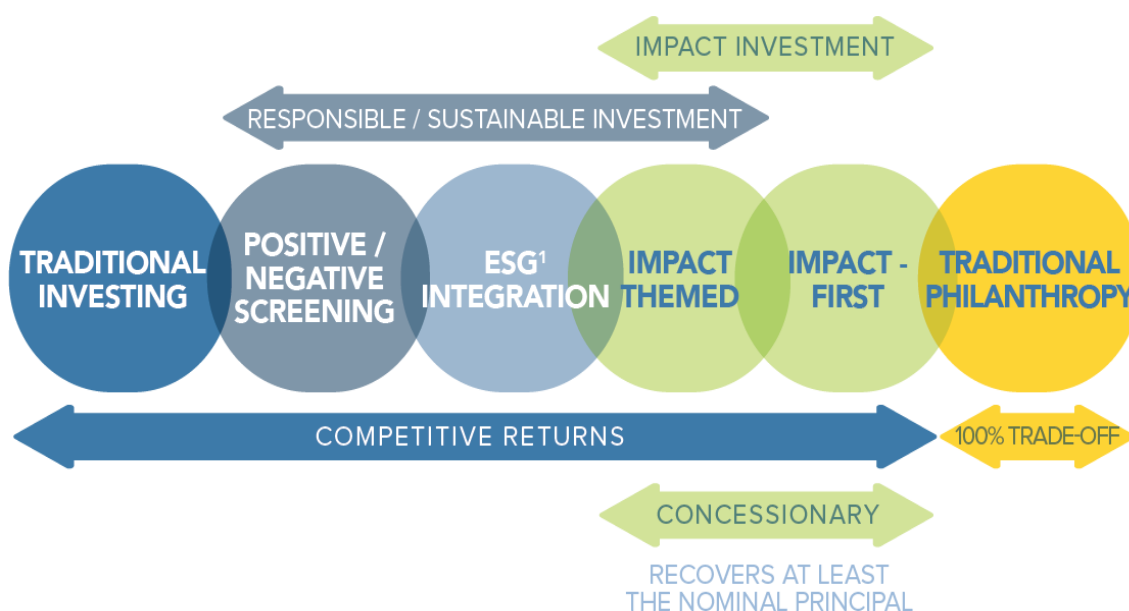 IMPACT INVESTMENT
RESPONSIBLE / SUSTAINABLE INVESTMENT
TRADITIONAL
INVESTING
POSITIVE /
NEGATIVE
SCREENING
ESG¹
INTEGRATION
IMPACT
THEMED
IMPACT -
FIRST
TRADITIONAL
PHILANTHROPY
COMPETITIVE RETURNS
100% TRADE-OFF
CONCESSIONARY
RECOVERS AT LEAST
THE NOMINAL PRINCIPAL